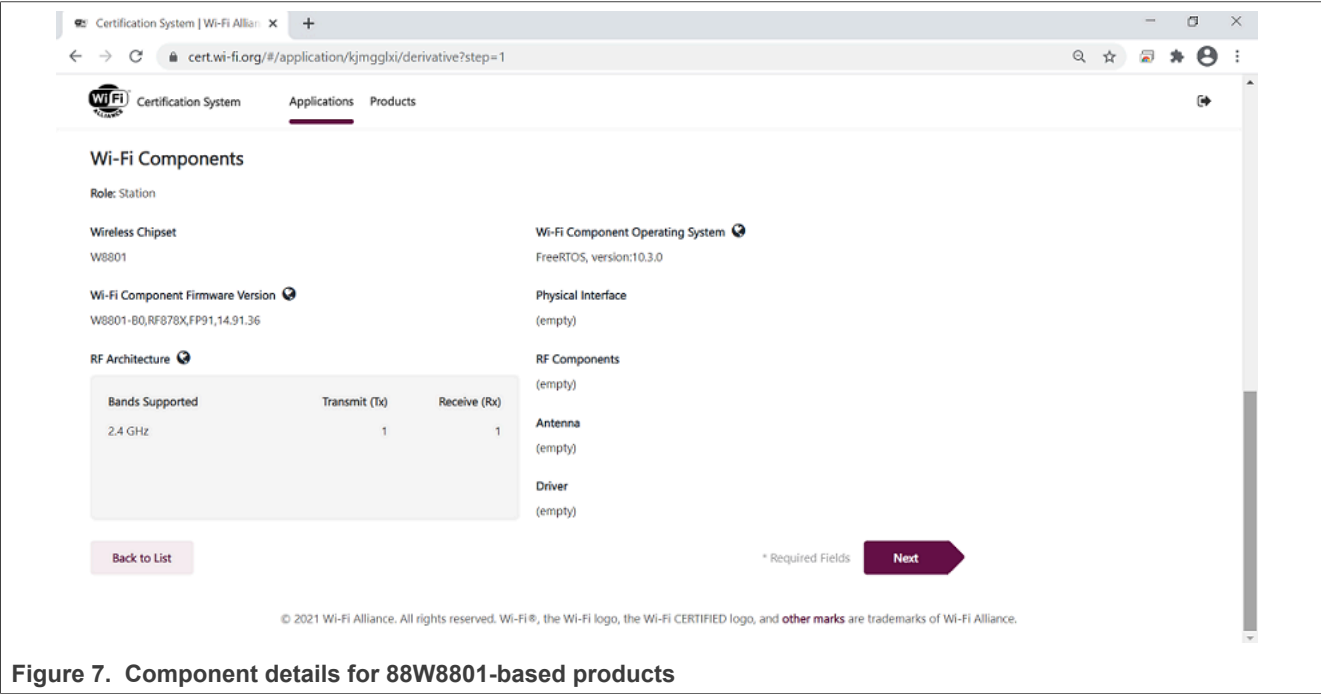 Certification System | Wi-Fi Allian
cert.wi-fi.org/#/application/kjmgglxi/derivative?step=1
Wi Fi ALLIANCE Certification System Applications Products
Wi-Fi Components
Role: Station
Wireless Chipset
W8801
Wi-Fi Component Firmware Version
W8801-B0,RF878X,FP91,14.91.36
RF Architecture
Bands Supported Transmit (Tx) Receive (Rx)
2.4 GHz 1 1
Wi-Fi Component Operating System
FreeRTOS, version:10.3.0
Physical Interface
(empty)
RF Components
(empty)
Antenna
(empty)
Driver
(empty)
Back to List
* Required Fields
Next
© 2021 Wi-Fi Alliance. All rights reserved. Wi-Fi®, the Wi-Fi logo, the Wi-Fi CERTIFIED logo, and other marks are trademarks of Wi-Fi Alliance.
Figure 7. Component details for 88W8801-based products